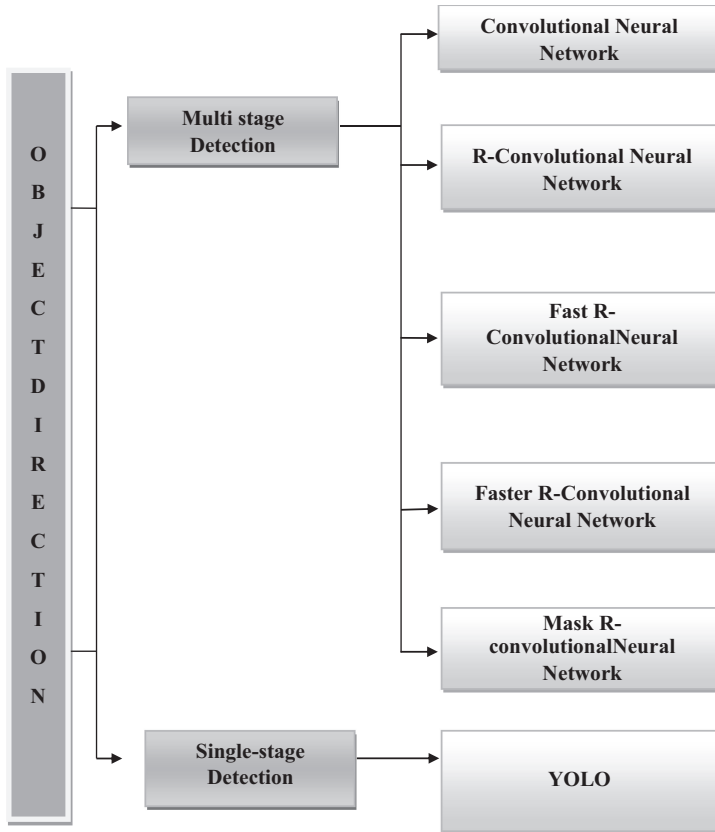 OBJECTDIRECTION
Multi stage
Detection
Convolutional Neural
Network
R-Convolutional Neural
Network
Fast R-
ConvolutionalNeural
Network
Faster R-Convolutional
Neural Network
Mask R-
convolutionalNeural
Network
Single-stage
Detection
YOLO